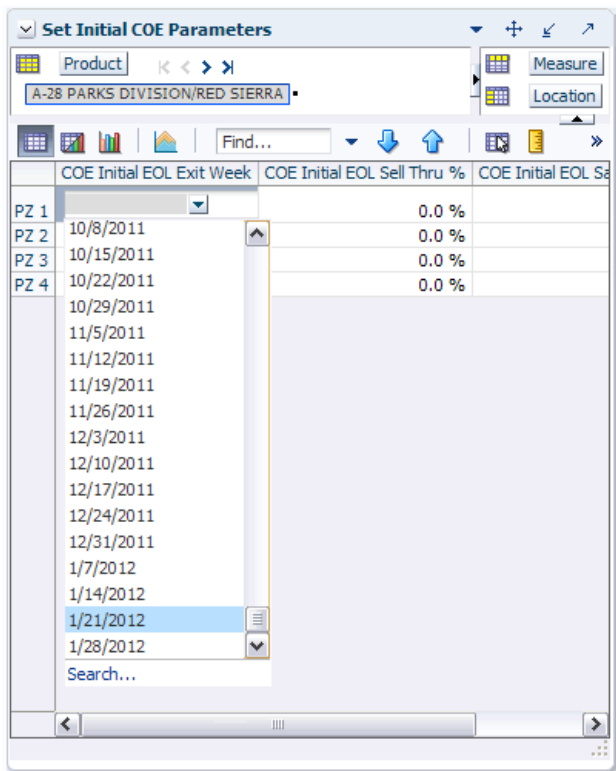 Set Initial COE Parameters
Product
Measure
A-28 PARKS DIVISION/RED SIERRA
Location
Find...
COE Initial EOL Exit Week COE Initial EOL Sell Thru % COE Initial EOL Sa
PZ 1 0.0 %
PZ 2 0.0 %
PZ 3 0.0 %
PZ 4 0.0 %
10/8/2011
10/15/2011
10/22/2011
10/29/2011
11/5/2011
11/12/2011
11/19/2011
11/26/2011
12/3/2011
12/10/2011
12/17/2011
12/24/2011
12/31/2011
1/7/2012
1/14/2012
1/21/2012
1/28/2012
Search...